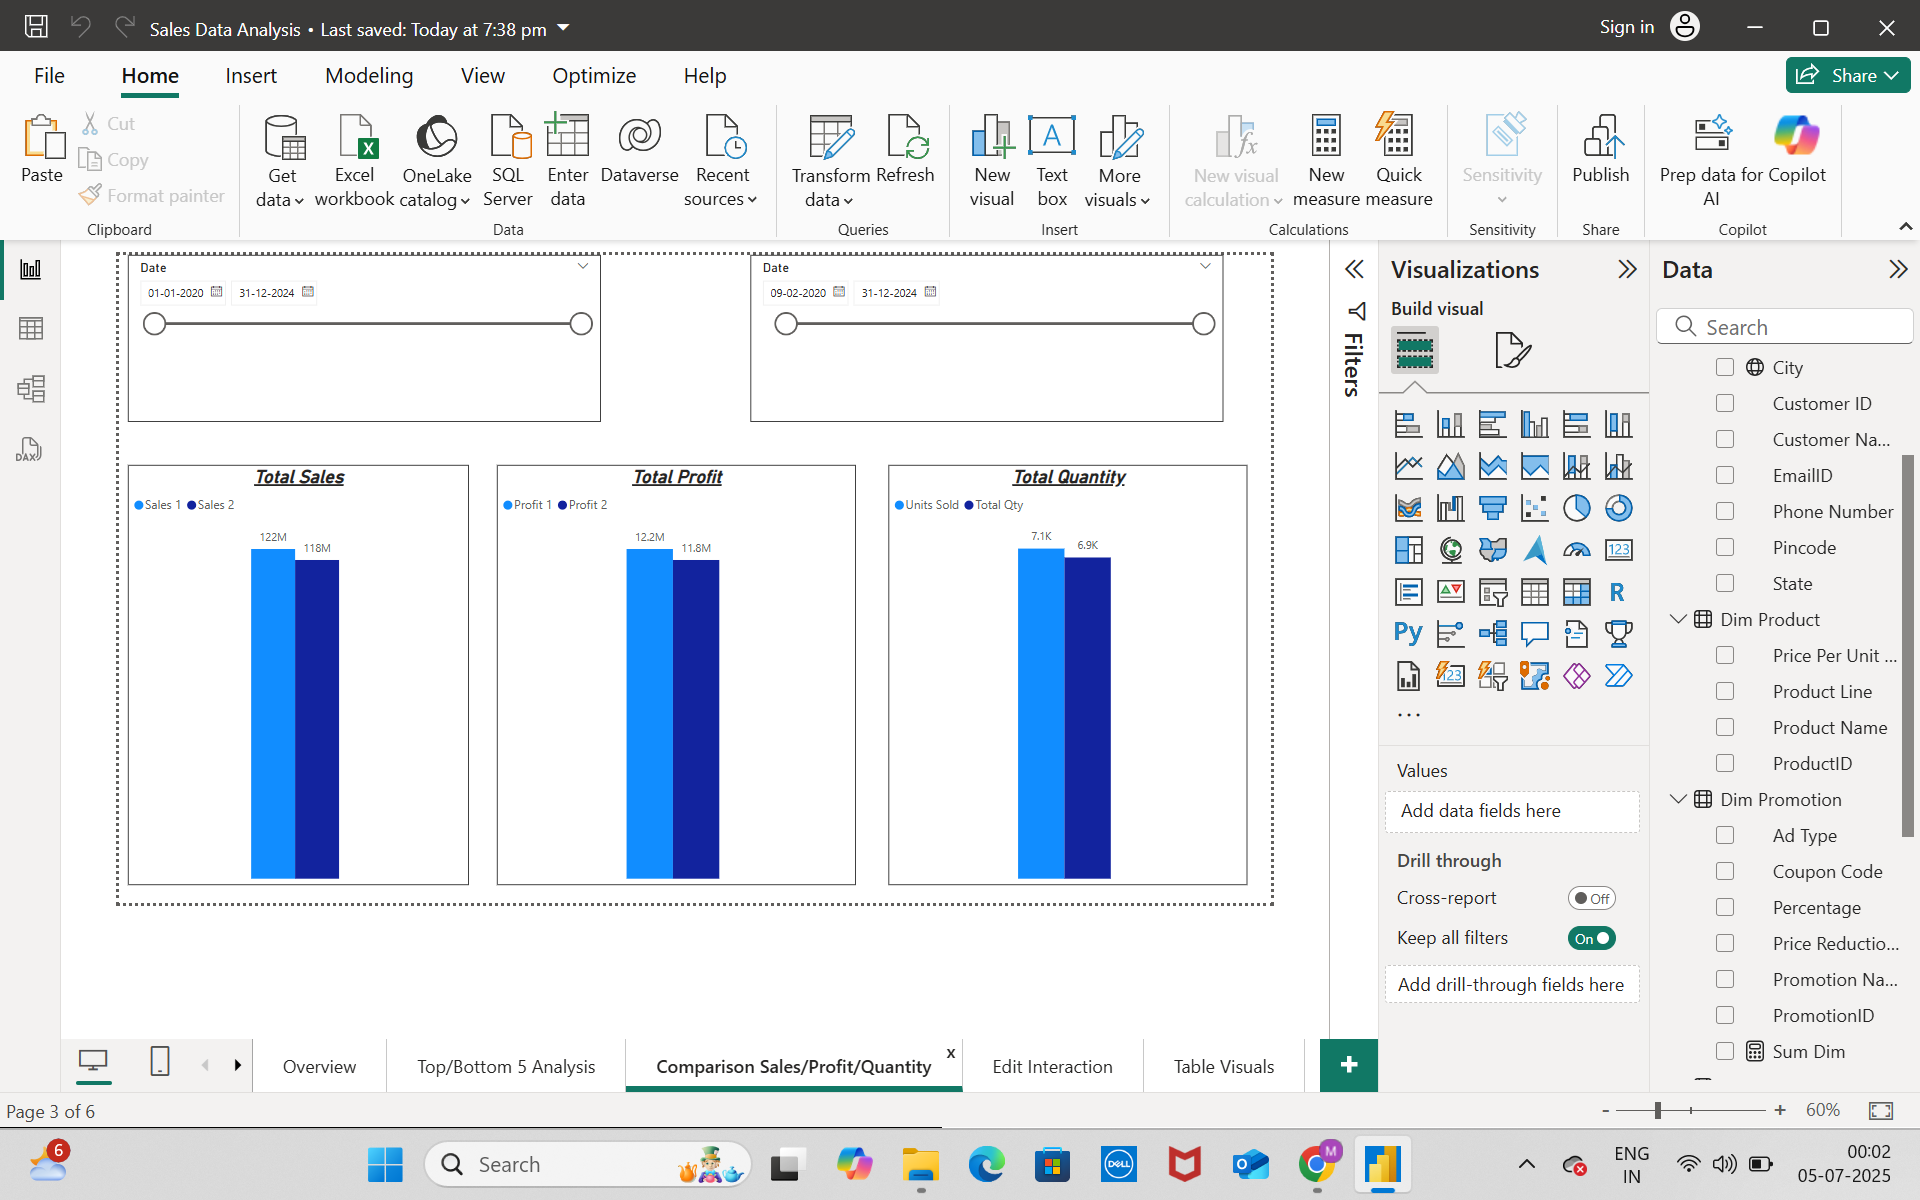 Sales Data Analysis • Last saved: Today at 7:38 pm
Sign in
File Home Insert Modeling View Optimize Help
Share
Paste
Cut
Copy
Format painter
Clipboard
Get data
Excel workbook
OneLake catalog
SQL Server
Enter data
Dataverse
Recent sources
Data
Transform data
Refresh
Queries
New visual
A
Text box
More visuals
Insert
New visual calculation
New measure
Quick measure
Calculations
Sensitivity
Sensitivity
Publish
Share
Prep data for AI
Copilot
Copilot
DAX
Date
01-01-2020 31-12-2024
Date
09-02-2020 31-12-2024
Total Sales
Sales 1 Sales 2
122M
118M
Total Profit
Profit 1 Profit 2
12.2M
11.8M
Total Quantity
Units Sold Total Qty
7.1K
6.9K
Filters
Visualizations
Build visual
123
R
Py
123
...
Values
Add data fields here
Drill through
Cross-report Off
Keep all filters On
Add drill-through fields here
Data
Search
City
Customer ID
Customer Na...
EmailID
Phone Number
Pincode
State
Dim Product
Price Per Unit ...
Product Line
Product Name
ProductID
Dim Promotion
Ad Type
Coupon Code
Percentage
Price Reductio...
Promotion Na...
PromotionID
Sum Dim
Overview
Top/Bottom 5 Analysis
Comparison Sales/Profit/Quantity x
Edit Interaction
Table Visuals
+
Page 3 of 6
- + 60%
6
Search
DELL
M
ENG
IN
00:02
05-07-2025